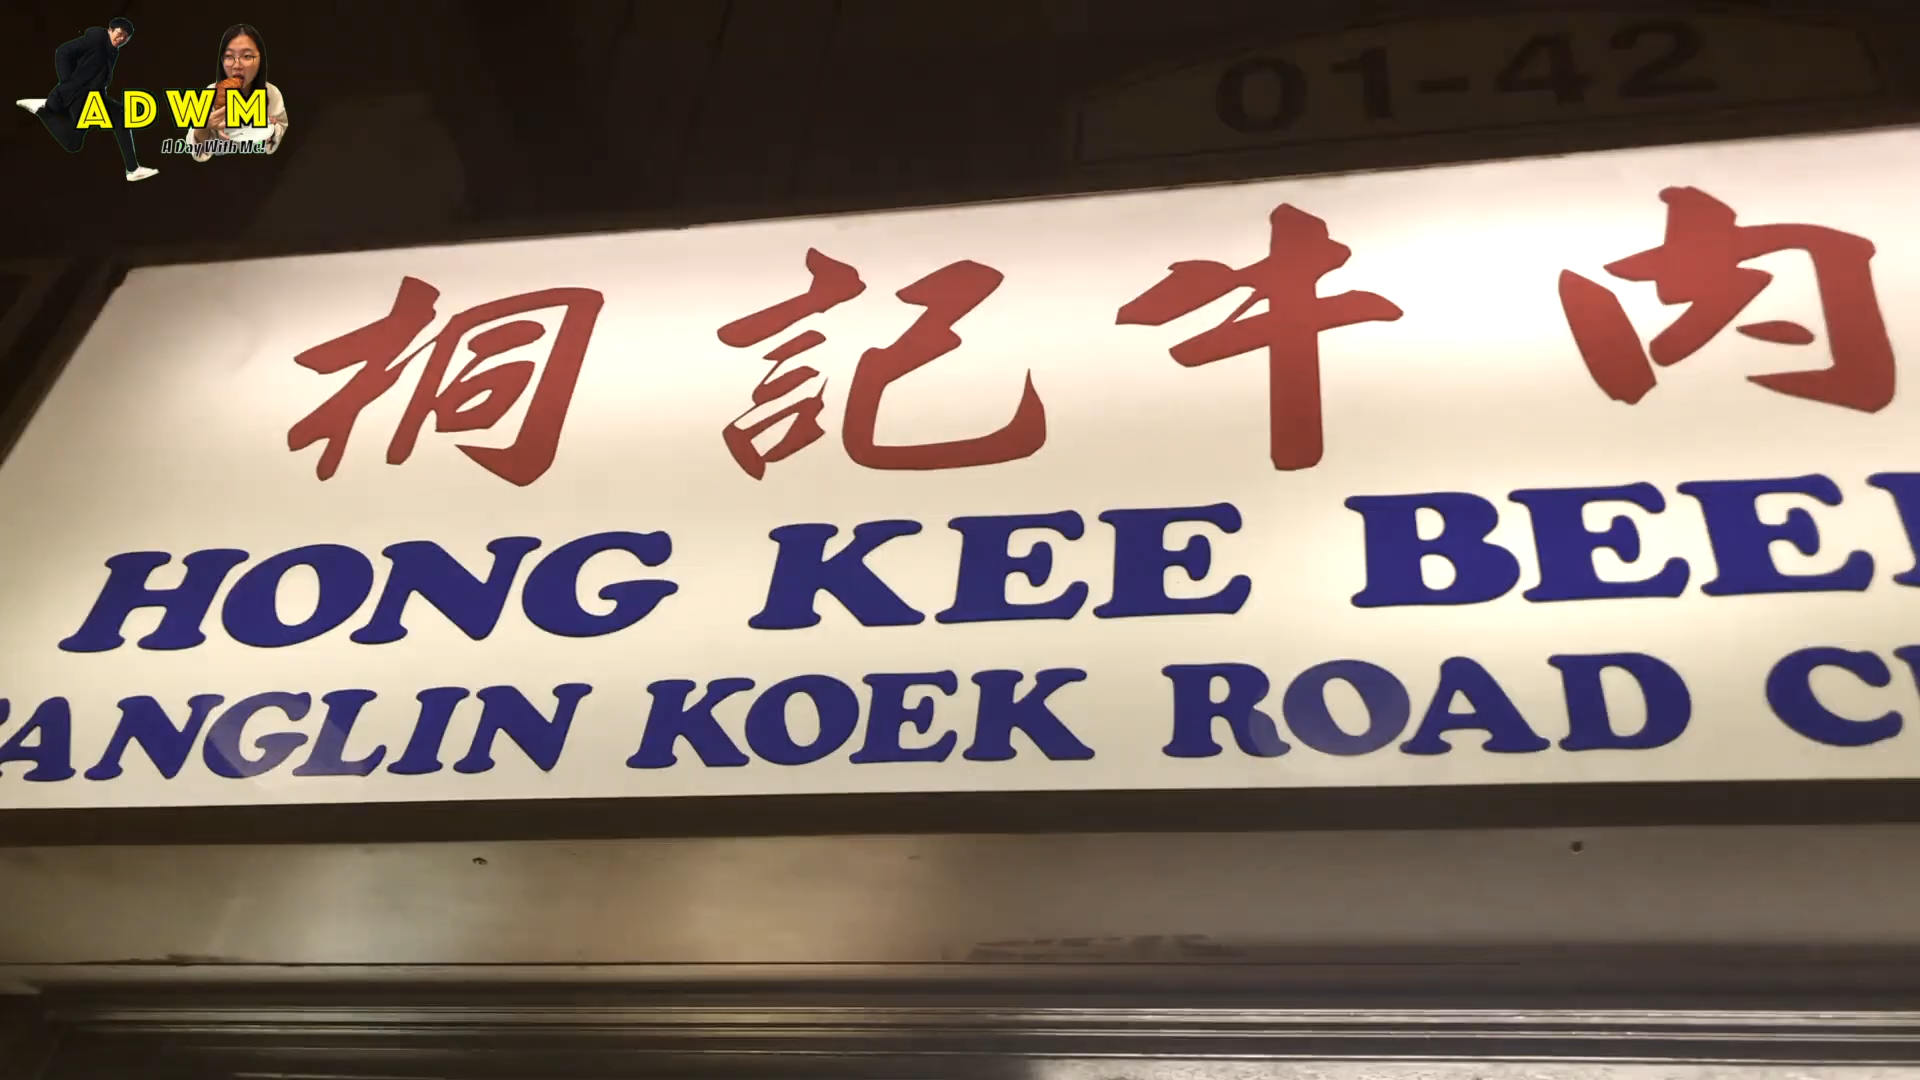 ADWM
A Day With Me!
01-42
桐記牛肉
HONG KEE BEE
ANGLIN KOEK ROAD C